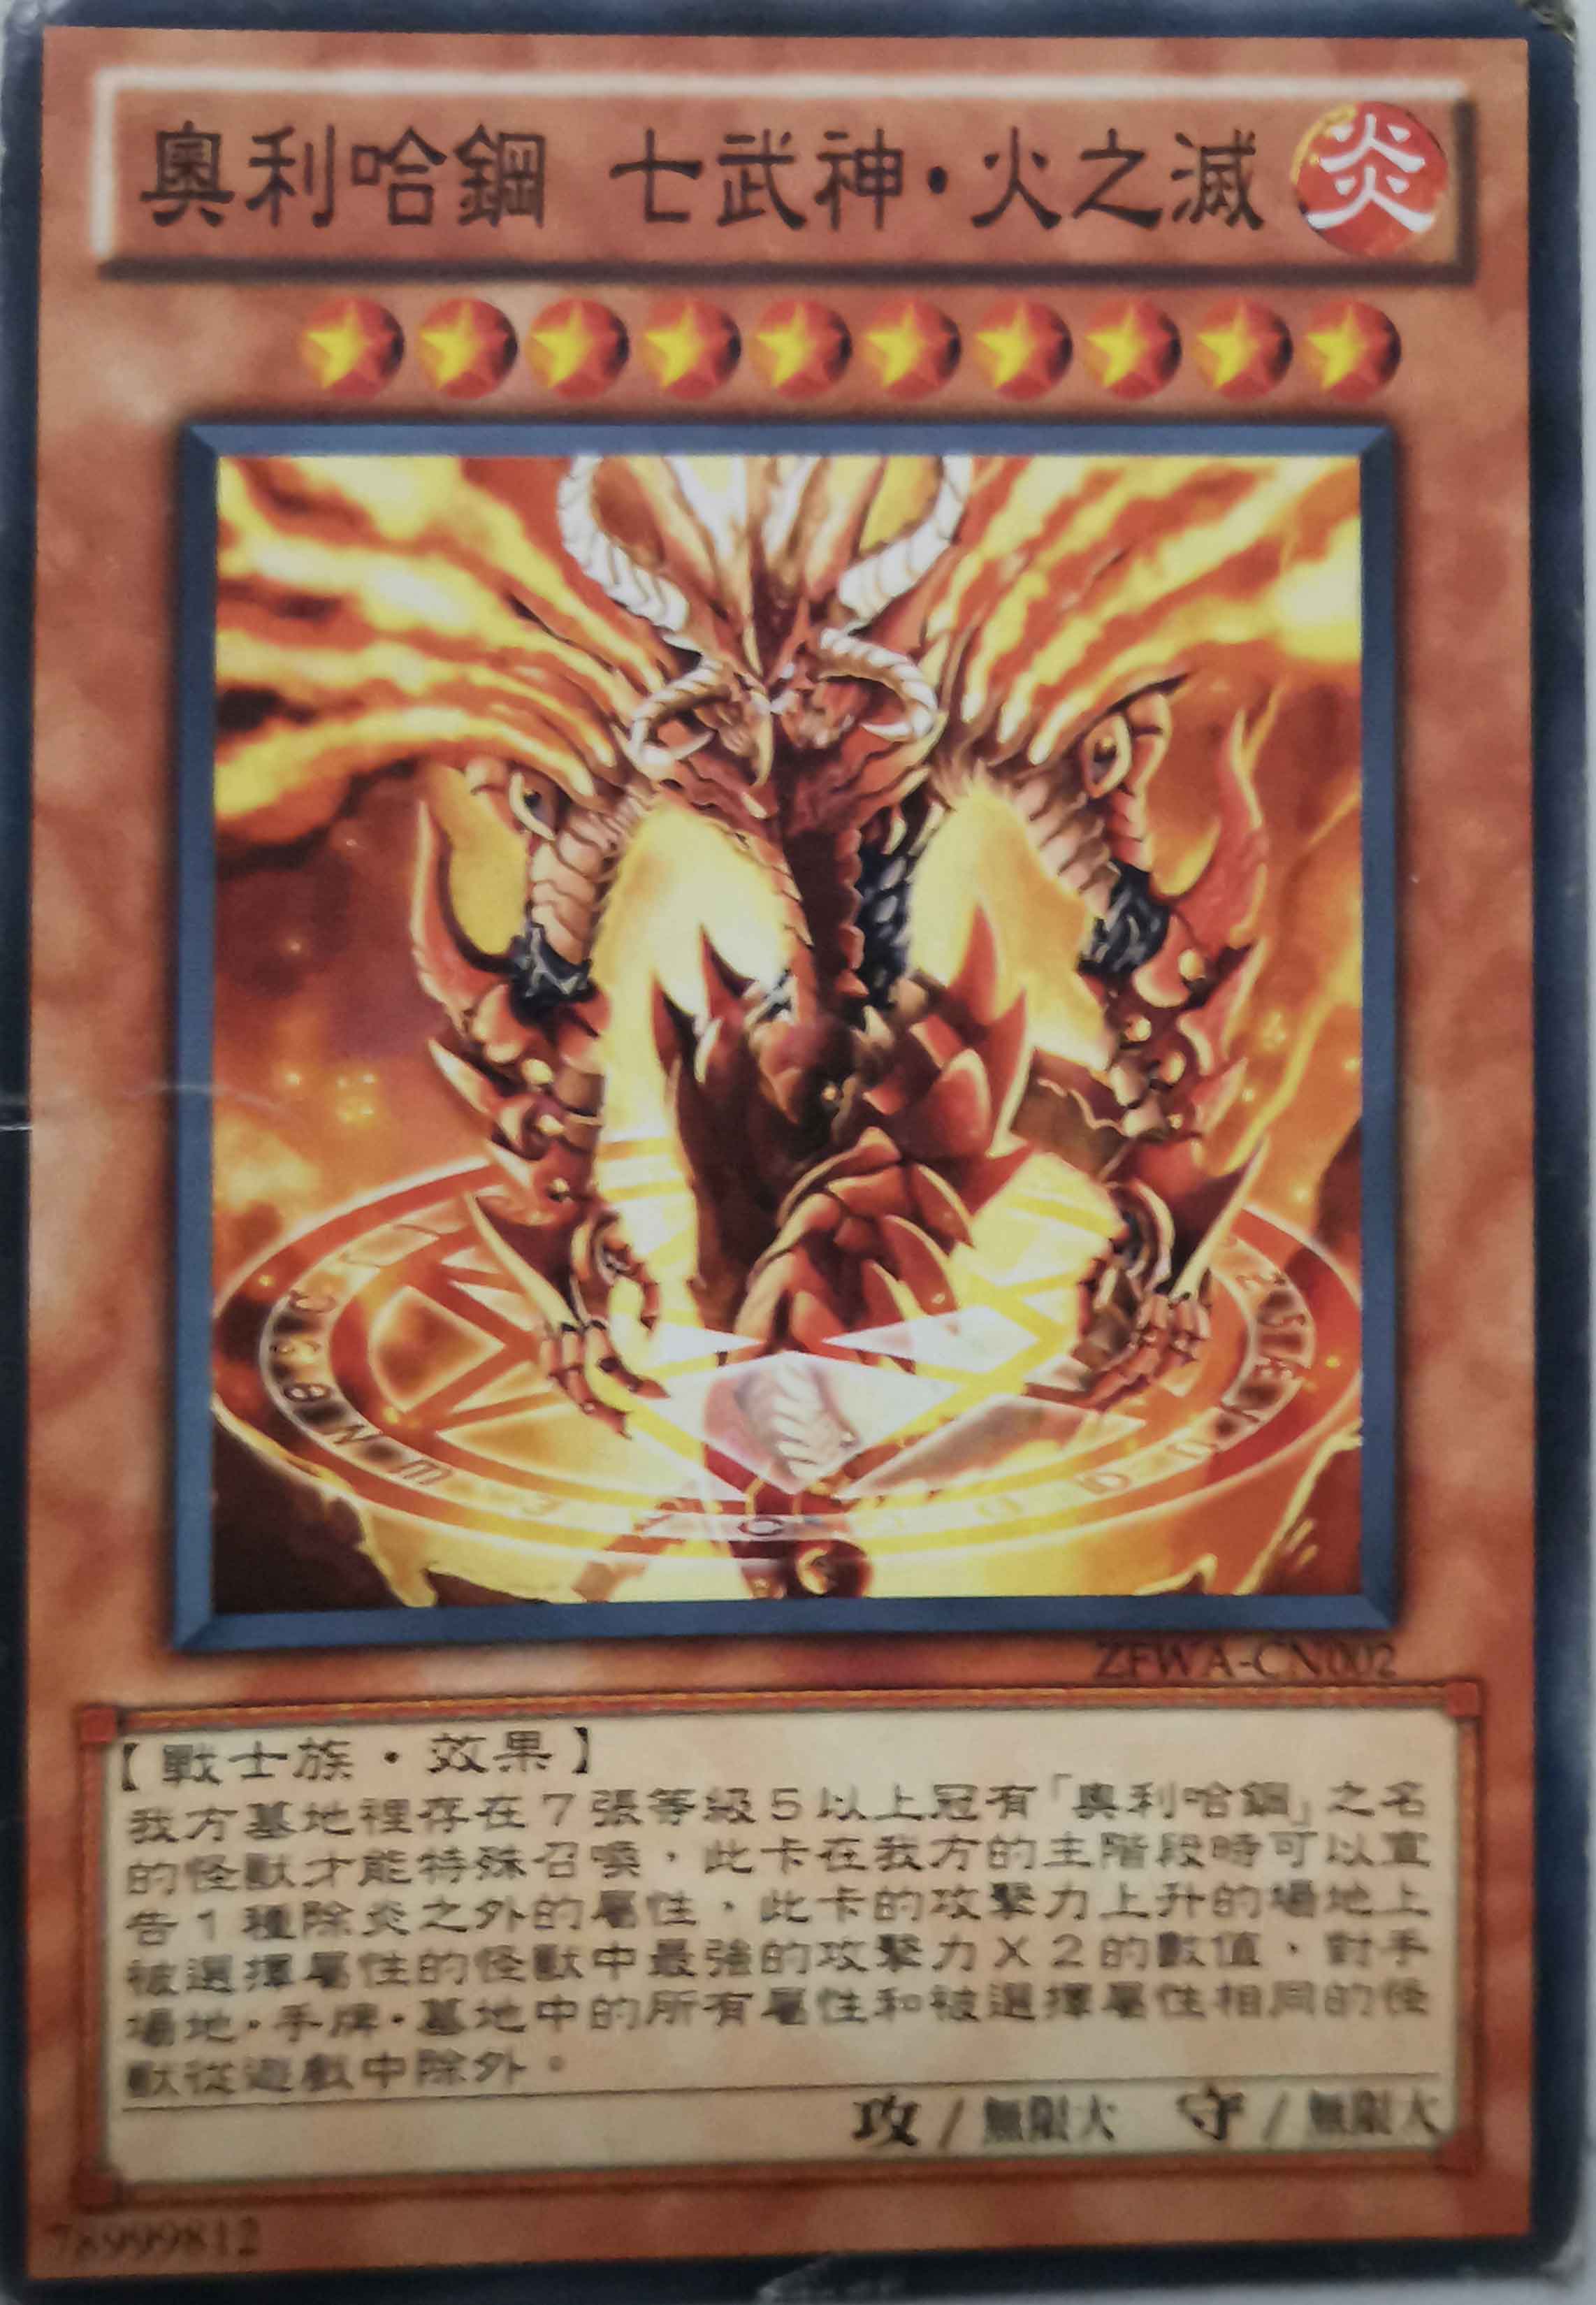 奧利哈鋼 七武神·火之滅 炎
ZFWA-CN002
【戰士族·效果】
我方墓地裡存在7張等級5以上冠有「奧利哈鋼」之名
的怪獸才能特殊召喚，此卡在我方的主階段時可以宣
告1種除炎之外的屬性，此卡的攻擊力上升的場地上
被選擇屬性的怪獸中最強的攻擊力X2的數值，對手
場地·手牌·墓地中的所有屬性和被選擇屬性相同的怪
獸從遊戲中除外。
攻/無限大 守/無限大
78999812